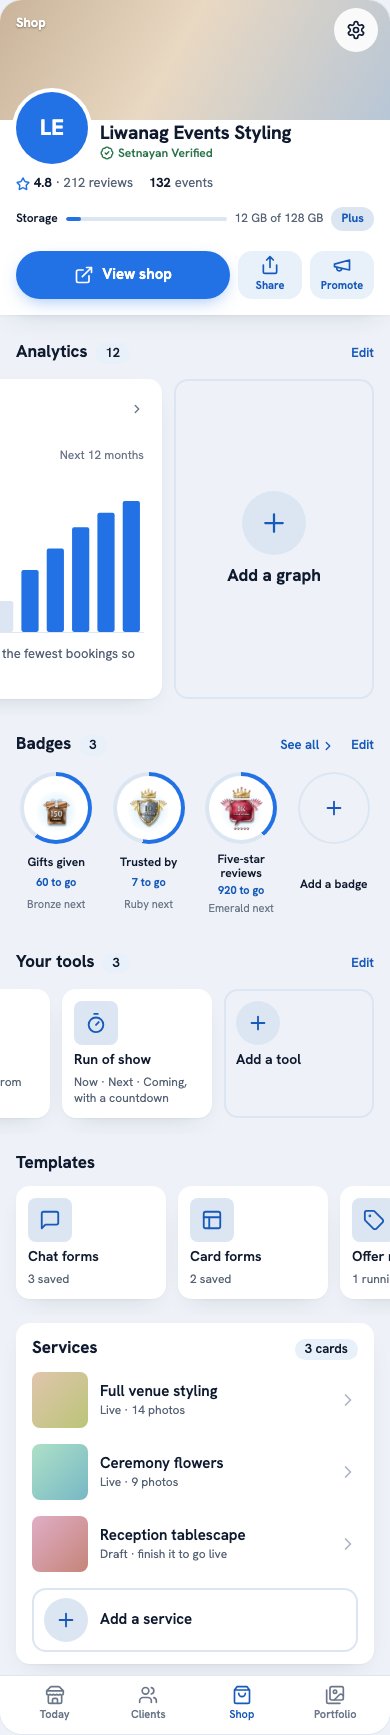 Shop
LE
Liwanag Events Styling
Setnayan Verified
4.8 · 212 reviews 132 events
Storage 12 GB of 128 GB Plus
View shop
Share
Promote
Analytics 12 Edit
Next 12 months
the fewest bookings so
Add a graph
Badges 3 See all Edit
Gifts given
60 to go
Bronze next
Trusted by
7 to go
Ruby next
Five-star
reviews
920 to go
Emerald next
Add a badge
Your tools 3 Edit
rom
Run of show
Now · Next · Coming,
with a countdown
Add a tool
Templates
Chat forms
3 saved
Card forms
2 saved
Offer
1 runni
Services 3 cards
Full venue styling
Live · 14 photos
Ceremony flowers
Live · 9 photos
Reception tablescape
Draft · finish it to go live
Add a service
Today Clients Shop Portfolio